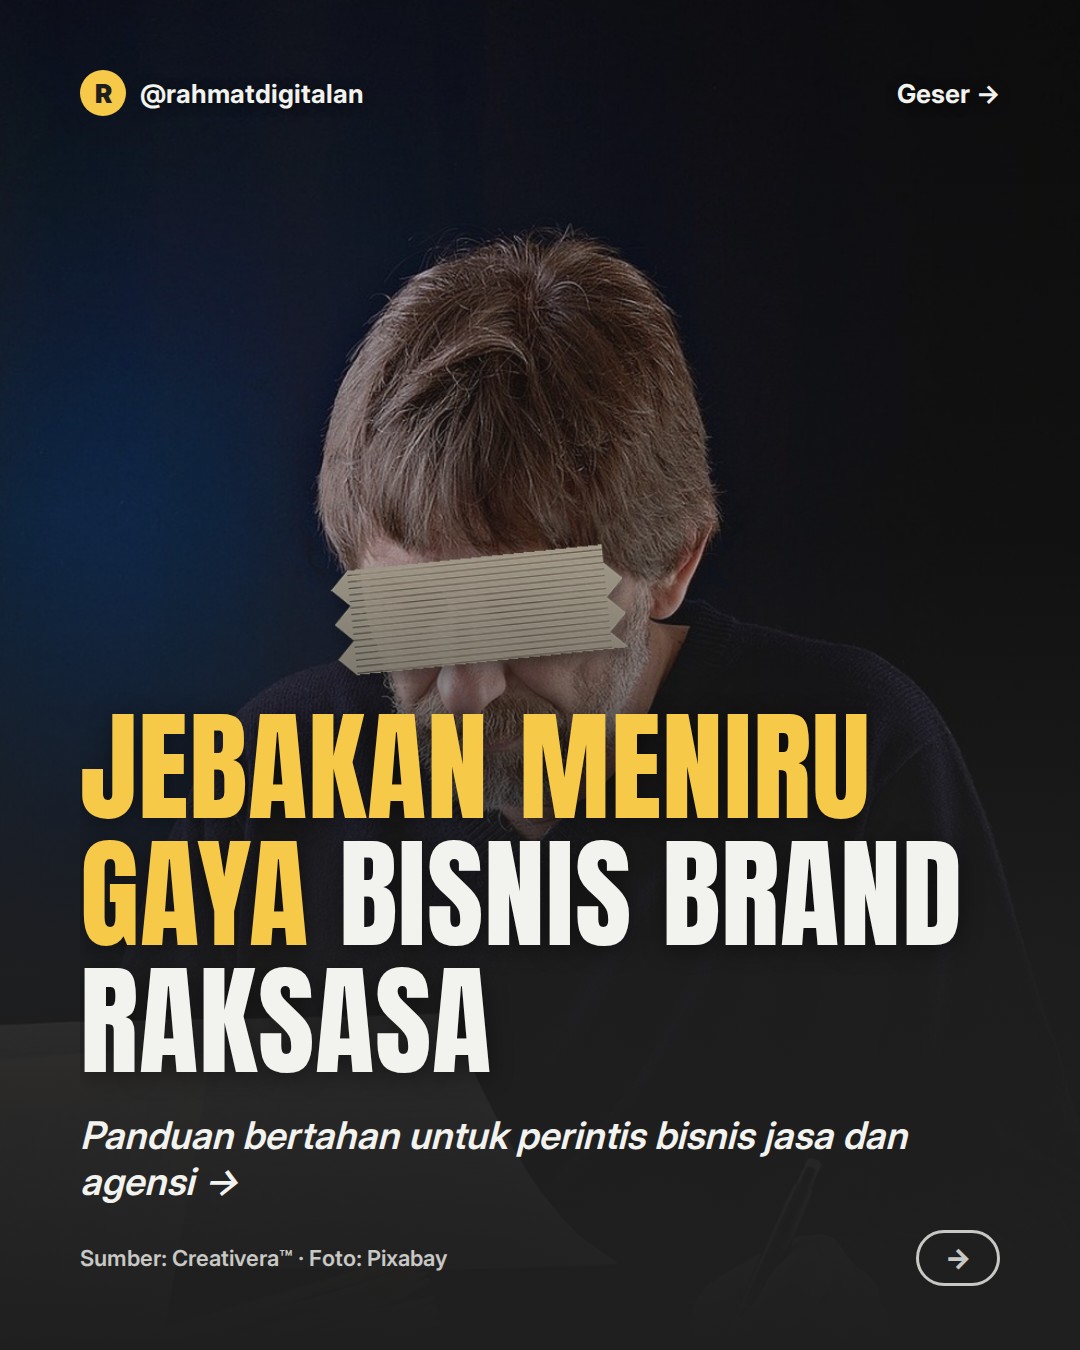 R @rahmatdigitalan
Geser →
JEBAKAN MENIRU
GAYA BISNIS BRAND
RAKSASA
Panduan bertahan untuk perintis bisnis jasa dan
agensi →
Sumber: Creativera™ · Foto: Pixabay
→